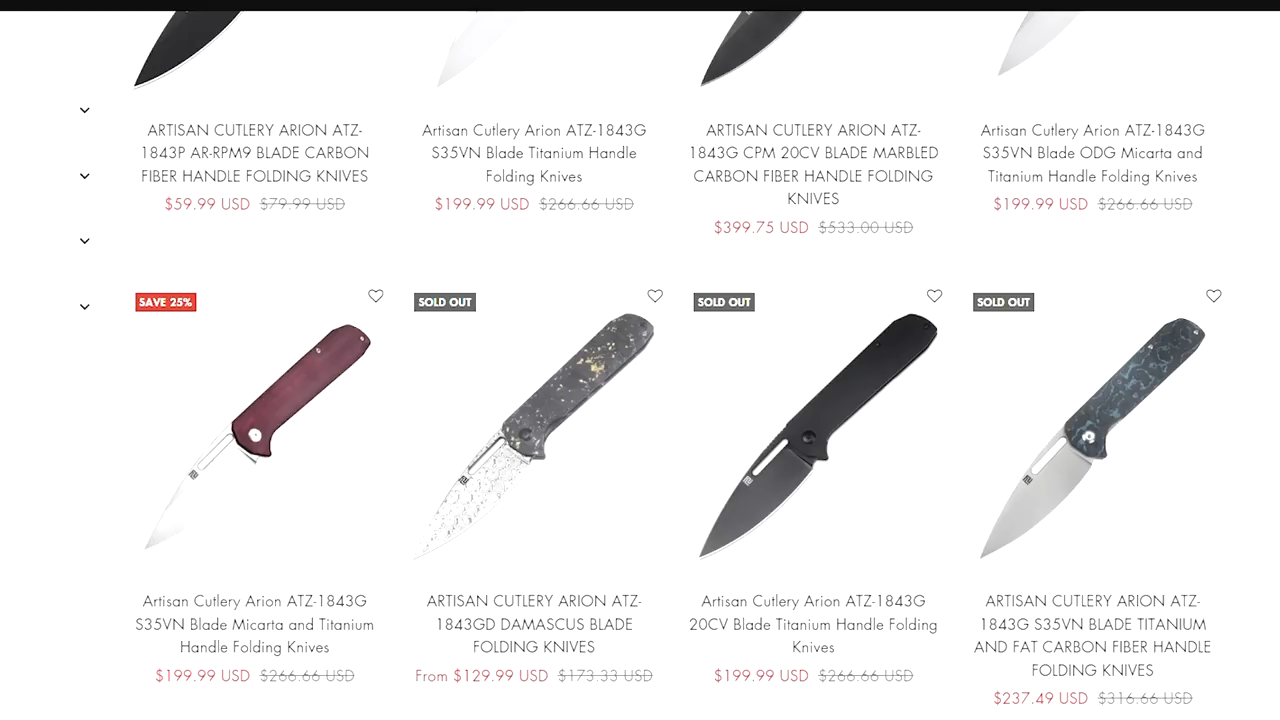 ARTISAN CUTLERY ARION ATZ-
1843P AR-RPM9 BLADE CARBON
FIBER HANDLE FOLDING KNIVES
$59.99 USD $79.99 USD
Artisan Cutlery Arion ATZ-1843G
S35VN Blade Titanium Handle
Folding Knives
$199.99 USD $266.66 USD
ARTISAN CUTLERY ARION ATZ-
1843G CPM 20CV BLADE MARBLED
CARBON FIBER HANDLE FOLDING
KNIVES
$399.75 USD $533.00 USD
Artisan Cutlery Arion ATZ-1843G
S35VN Blade ODG Micarta and
Titanium Handle Folding Knives
$199.99 USD $266.66 USD
SAVE 25%
Artisan Cutlery Arion ATZ-1843G
S35VN Blade Micarta and Titanium
Handle Folding Knives
$199.99 USD $266.66 USD
SOLD OUT
ARTISAN CUTLERY ARION ATZ-
1843GD DAMASCUS BLADE
FOLDING KNIVES
From $129.99 USD $173.33 USD
SOLD OUT
Artisan Cutlery Arion ATZ-1843G
20CV Blade Titanium Handle Folding
Knives
$199.99 USD $266.66 USD
SOLD OUT
ARTISAN CUTLERY ARION ATZ-
1843G S35VN BLADE TITANIUM
AND FAT CARBON FIBER HANDLE
FOLDING KNIVES
$237.49 USD $316.66 USD